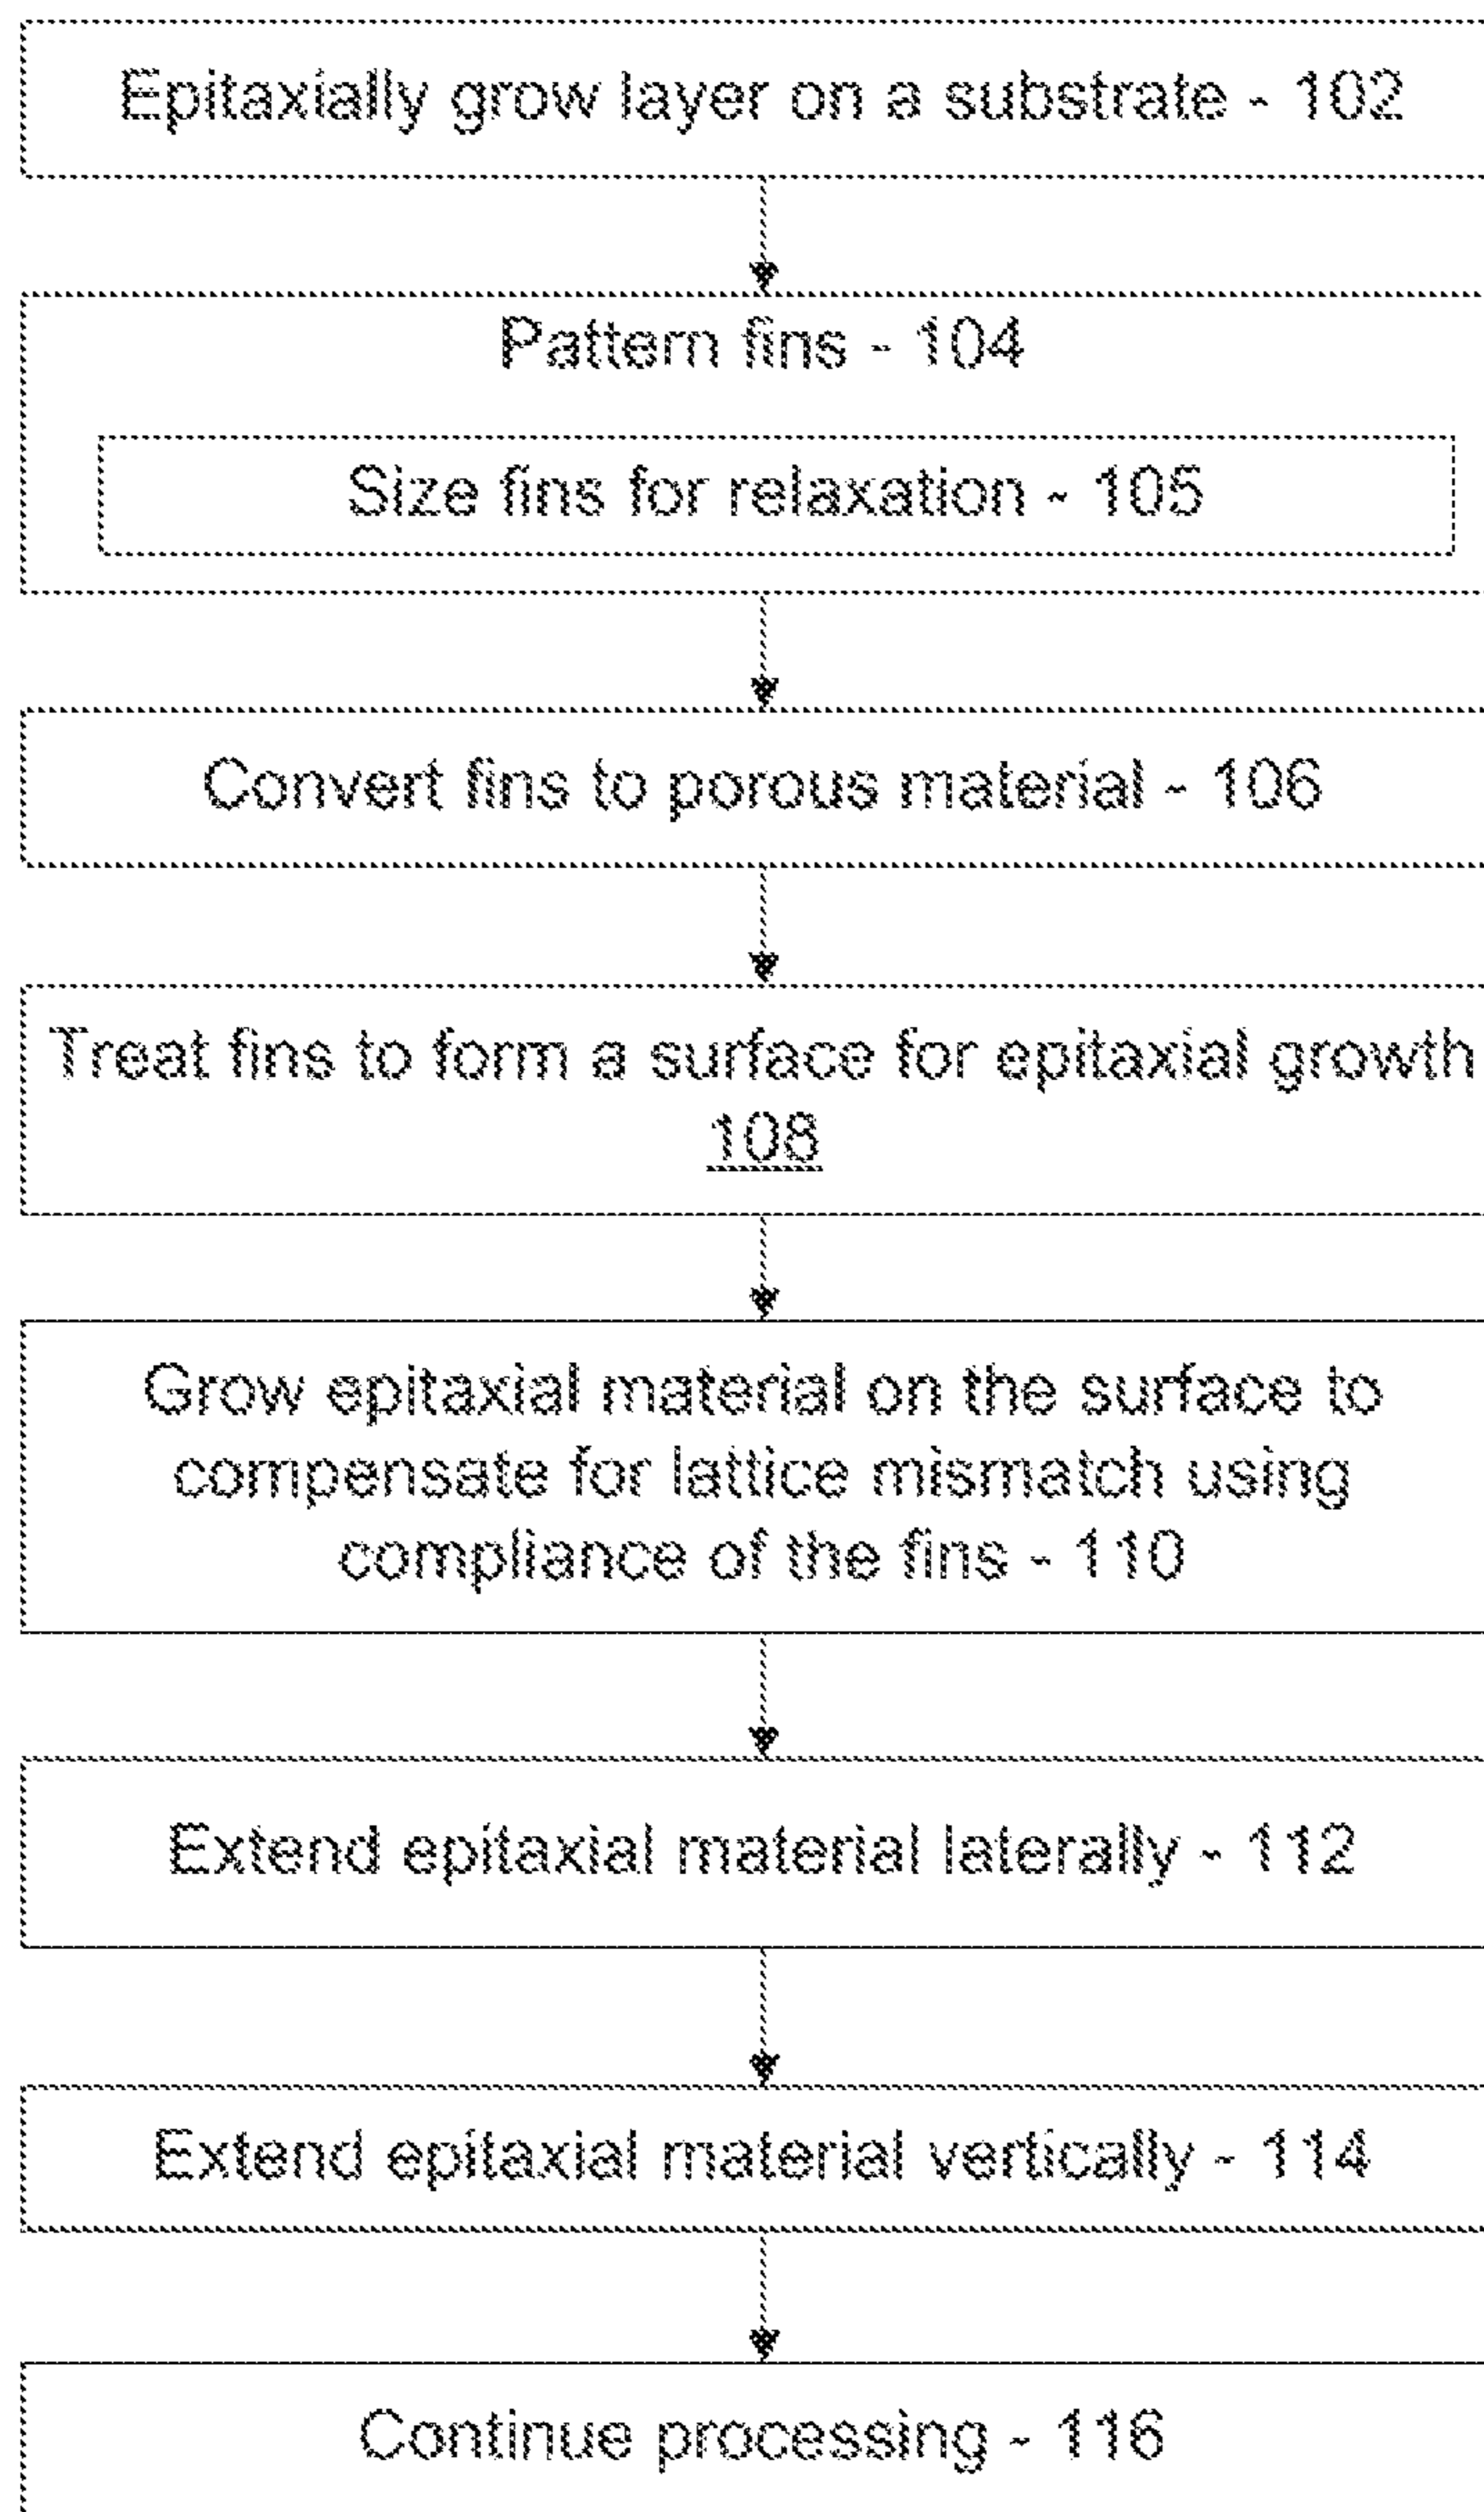 Epitaxially grow layer on a substrate - 102
Pattern fins - 104
Size fins for relaxation - 105
Convert fins to porous material - 106
Treat fins to form a surface for epitaxial growth
108
Grow epitaxial material on the surface to
compensate for lattice mismatch using
compliance of the fins - 110
Extend epitaxial material laterally - 112
Extend epitaxial material vertically - 114
Continue processing - 116